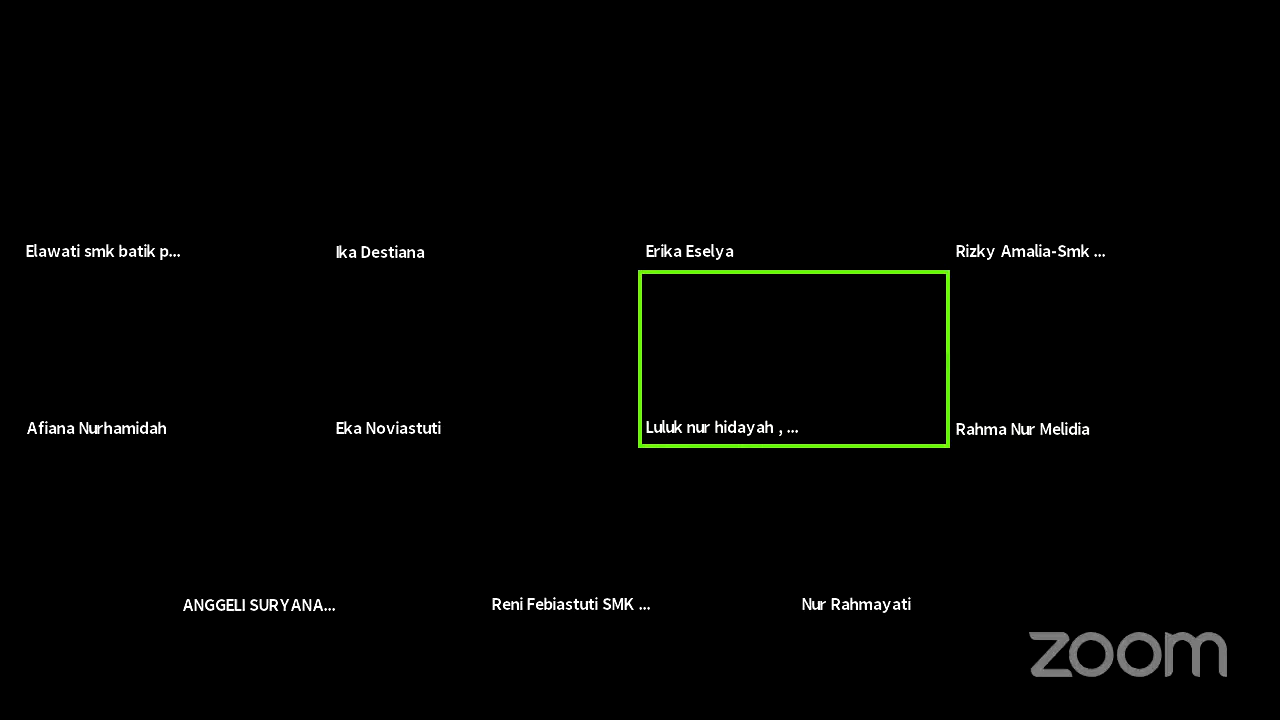 Elawati smk batik p...
Ika Destiana
Erika Eselya
Rizky Amalia-Smk ...
Afiana Nurhamidah
Eka Noviastuti
Luluk nur hidayah , ...
Rahma Nur Melidia
ANGGELI SURYANA...
Reni Febiastuti SMK ...
Nur Rahmayati
zoom